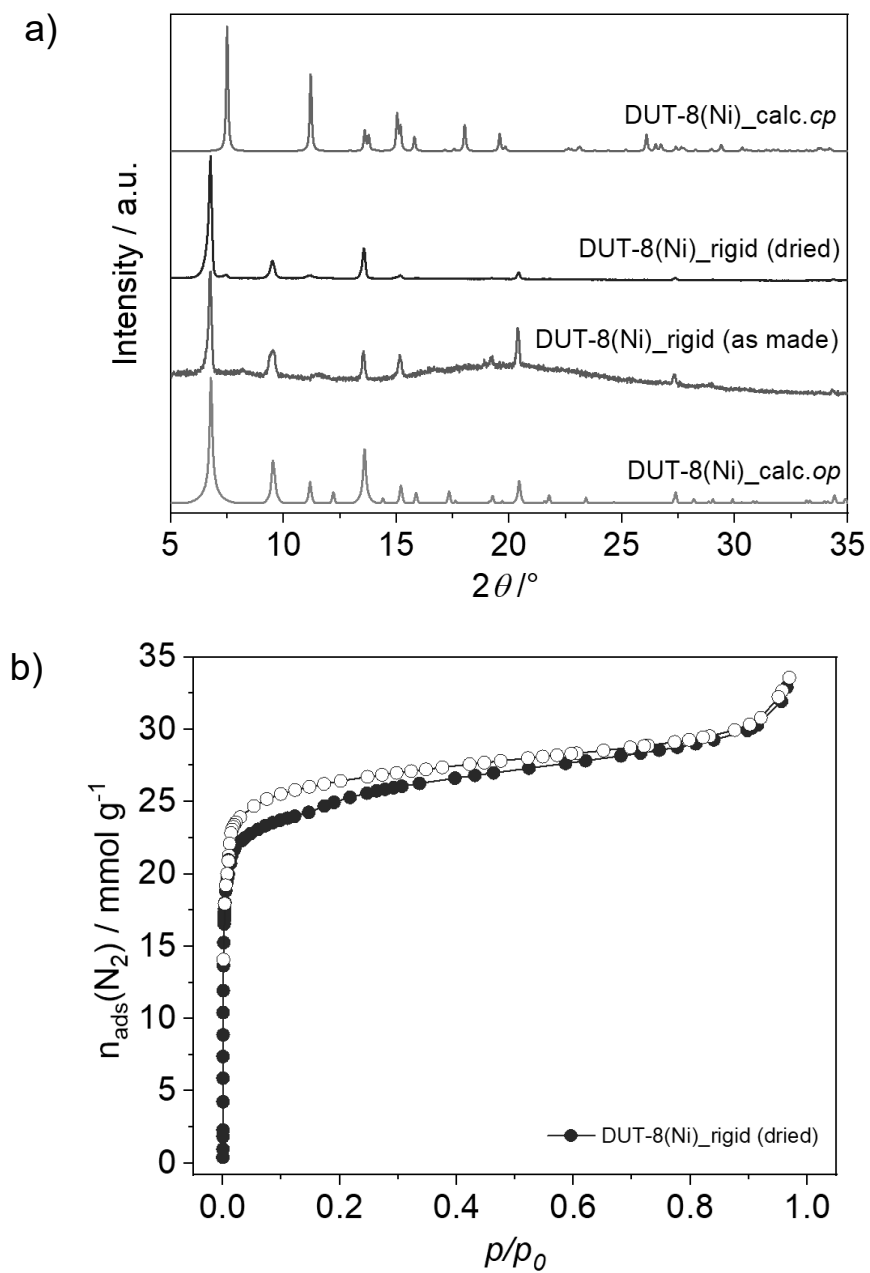 a)
Intensity / a.u.
DUT-8(Ni)_calc.cp
DUT-8(Ni)_rigid (dried)
DUT-8(Ni)_rigid (as made)
DUT-8(Ni)_calc.op
5 10 15 20 25 30 35
2θ /°
b)
n_ads(N₂) / mmol g⁻¹
35
30
25
20
15
10
5
0
DUT-8(Ni)_rigid (dried)
0.0 0.2 0.4 0.6 0.8 1.0
p/p₀